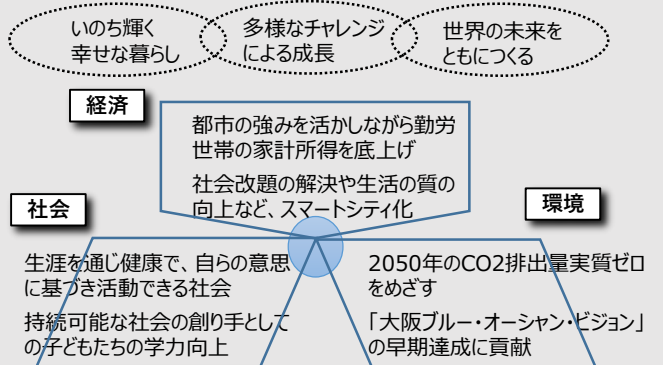 いのち輝く
幸せな暮らし
多様なチャレンジ
による成長
世界の未来を
ともにつくる
経済
都市の強みを活かしながら勤労
世帯の家計所得を底上げ
社会改題の解決や生活の質の
向上など、スマートシティ化
社会
生涯を通じ健康で、自らの意思
に基づき活動できる社会
持続可能な社会の創り手として
の子どもたちの学力向上
環境
2050年のCO2排出量実質ゼロ
をめざす
「大阪ブルー・オーシャン・ビジョン」
の早期達成に貢献